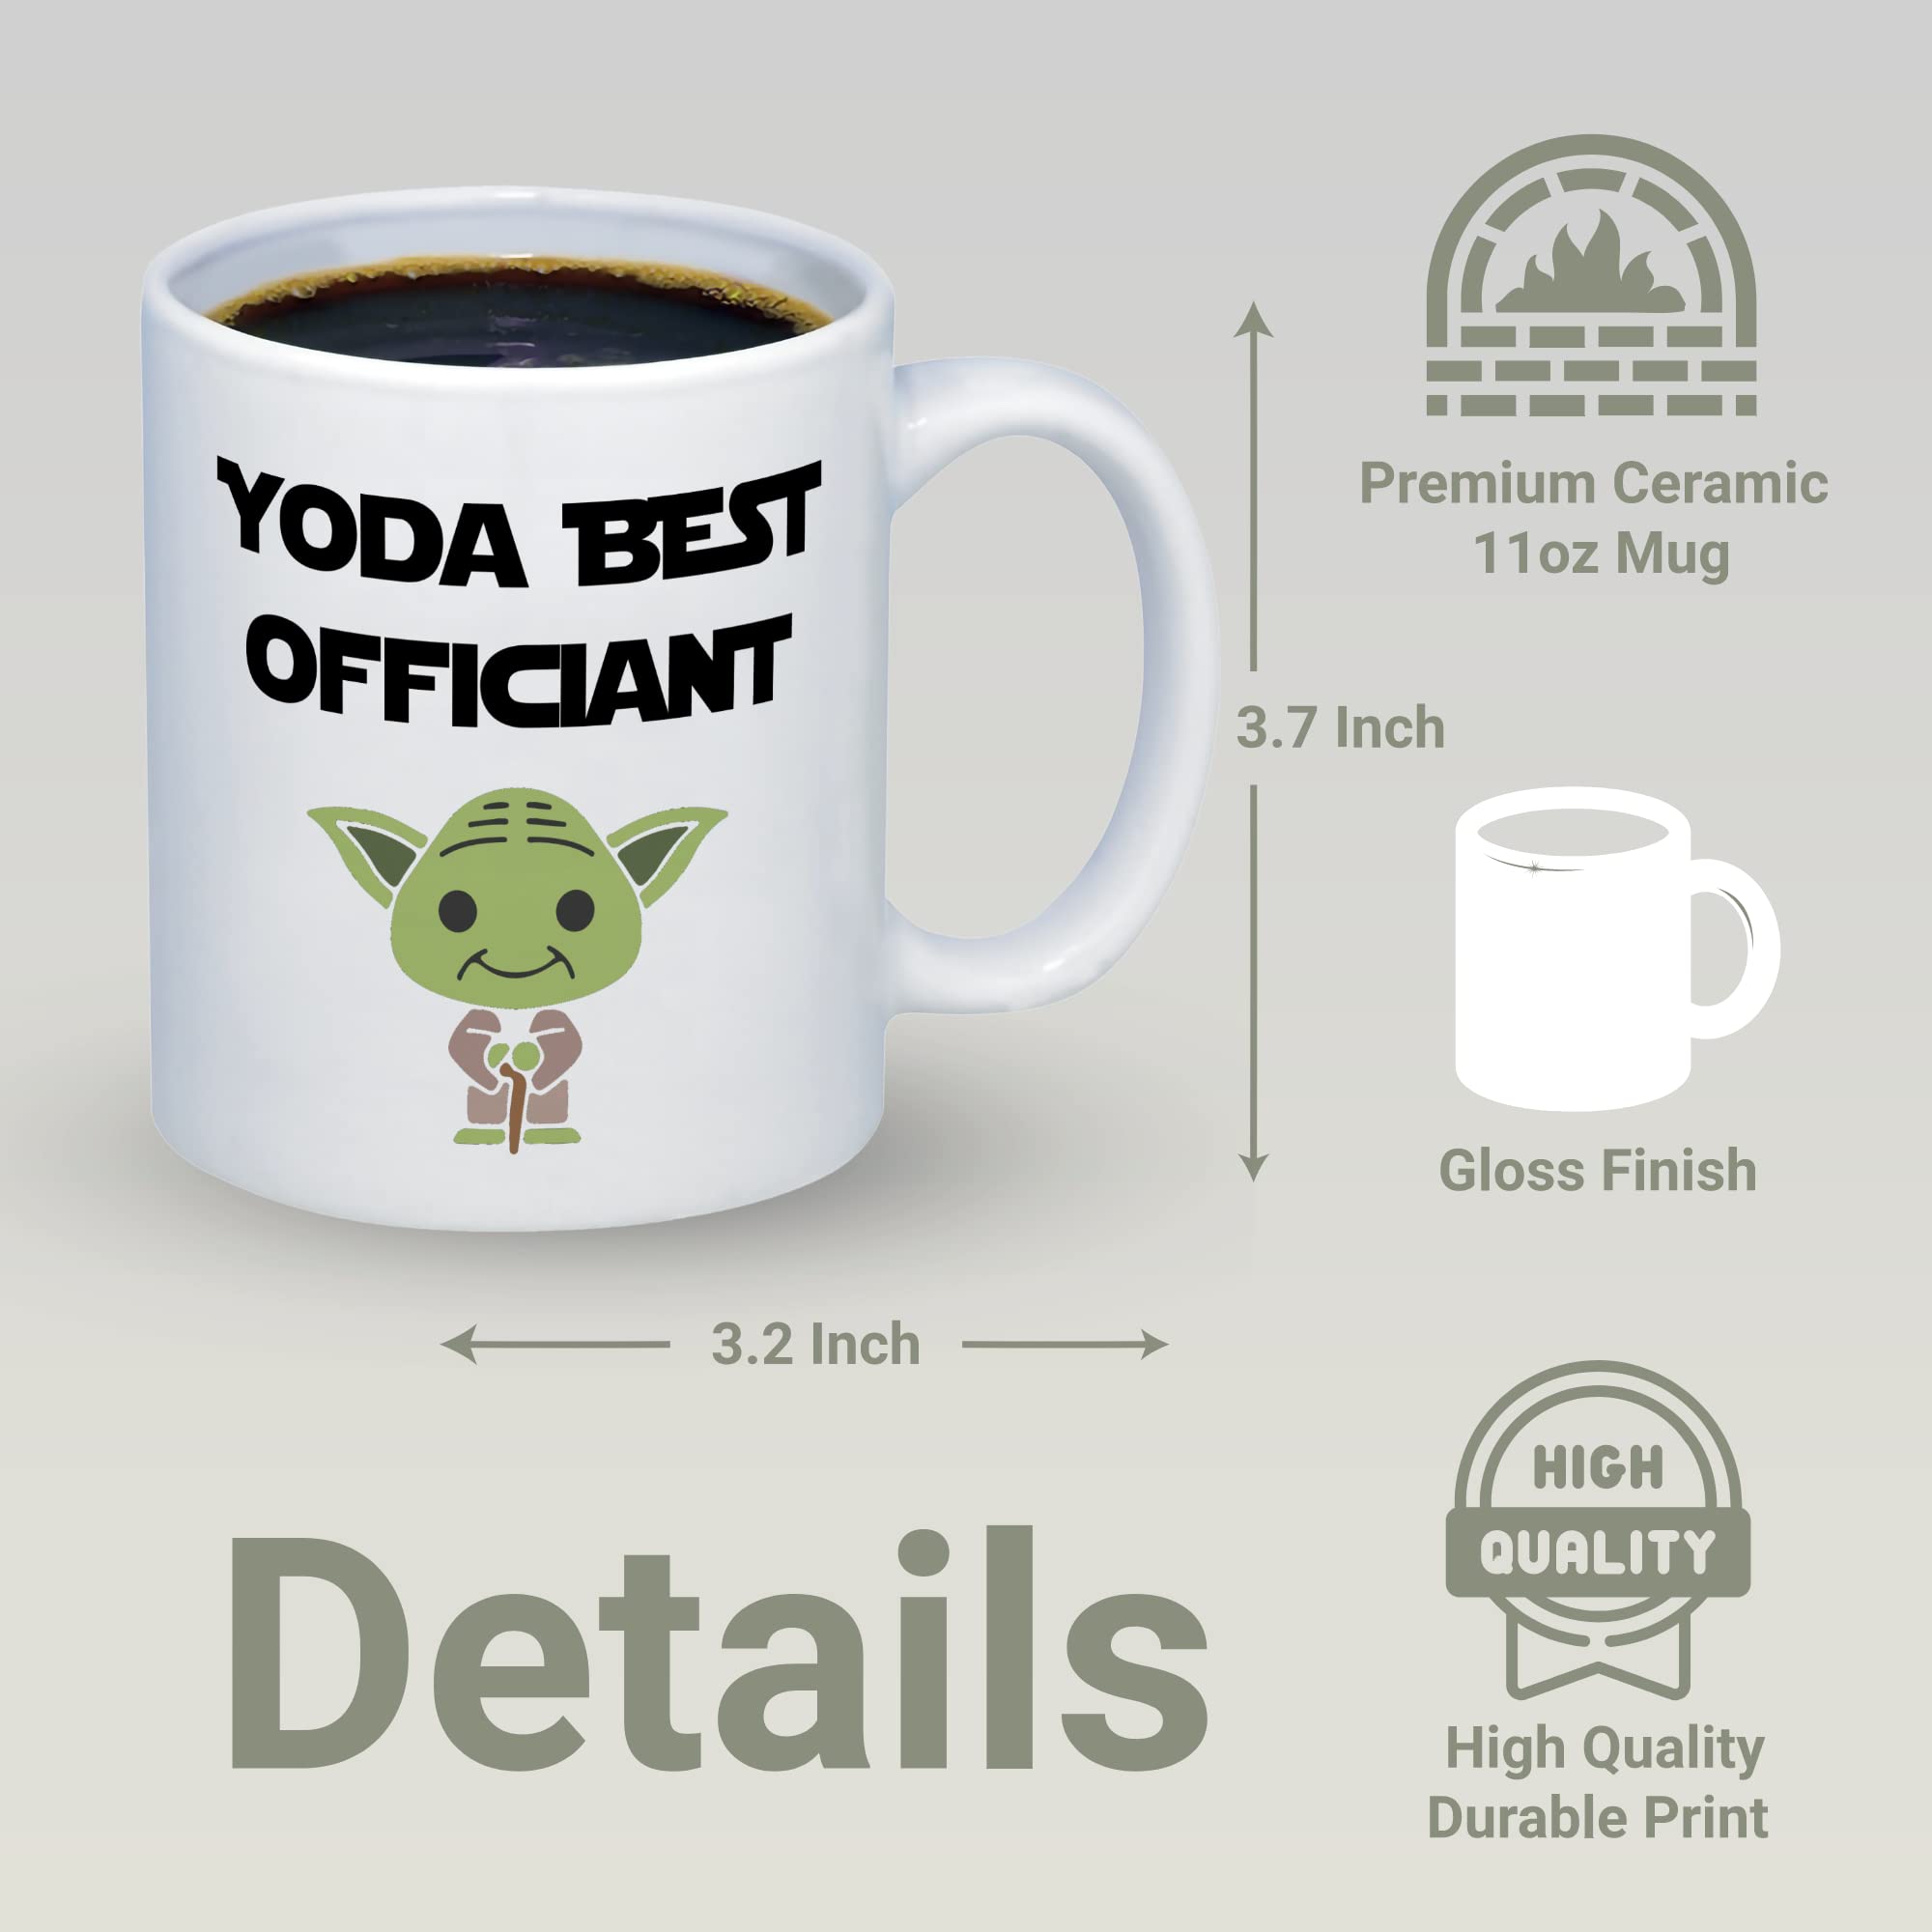 YODA BEST
OFFICIANT
Premium Ceramic
11oz Mug
3.7 Inch
Gloss Finish
3.2 Inch
HIGH
QUALITY
High Quality
Durable Print
Details